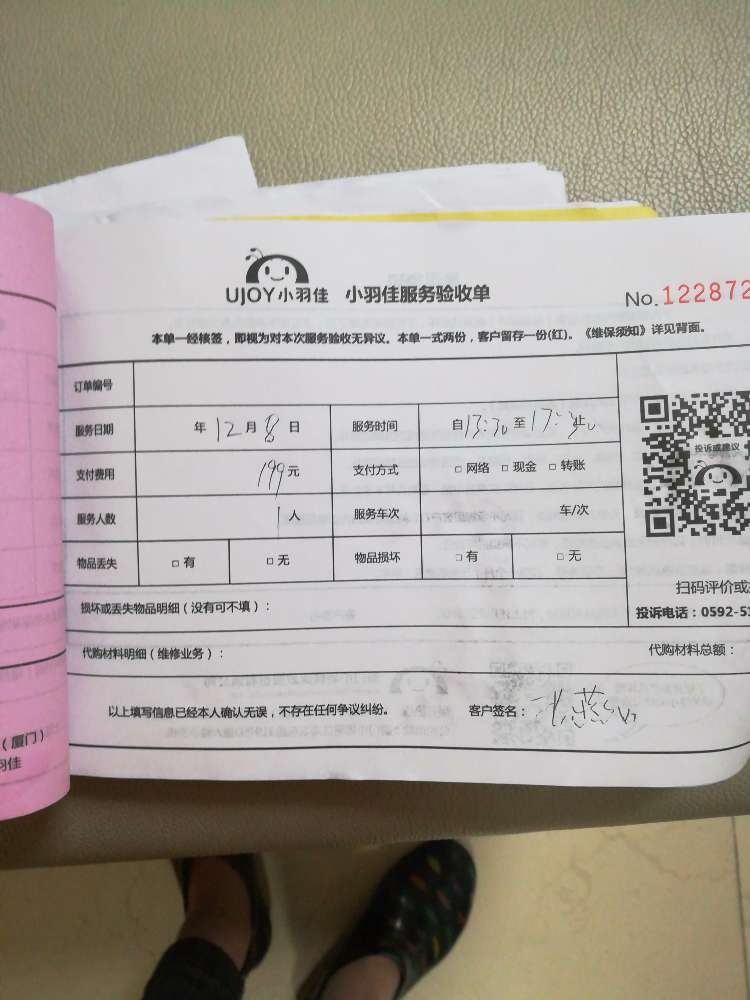 UJOY小羽佳 小羽佳服务验收单
No.122872
本单一经核签，即视为对本次服务验收无异议。本单一式两份，客户留存一份(红)。《维保须知》详见背面。
订单编号
服务日期 年 12 月 8 日 服务时间 自 13:30 至 17:30 止
支付费用 199 元 支付方式 □ 网络 □ 现金 □ 转账
服务人数 1 人 服务车次 车/次
物品丢失 □ 有 □ 无 物品损坏 □ 有 □ 无
投诉或建议
扫码评价或
损坏或丢失物品明细（没有可不填）：
投诉电话：0592-5
代购材料明细（维修业务）： 代购材料总额：
以上填写信息已经本人确认无误，不存在任何争议纠纷。 客户签名：
（厦门）
羽佳